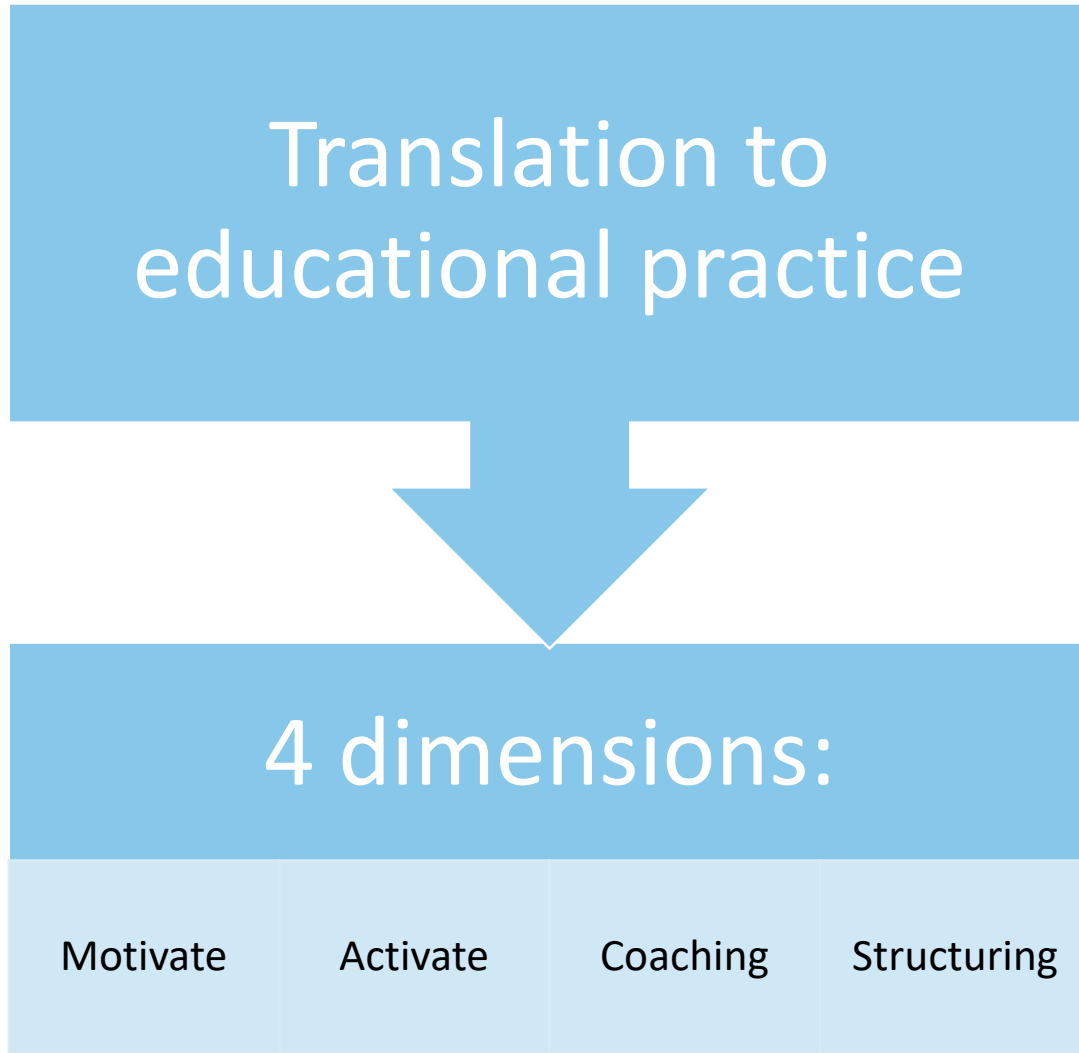 Translation to
educational practice
4 dimensions:
Motivate
Activate
Coaching
Structuring